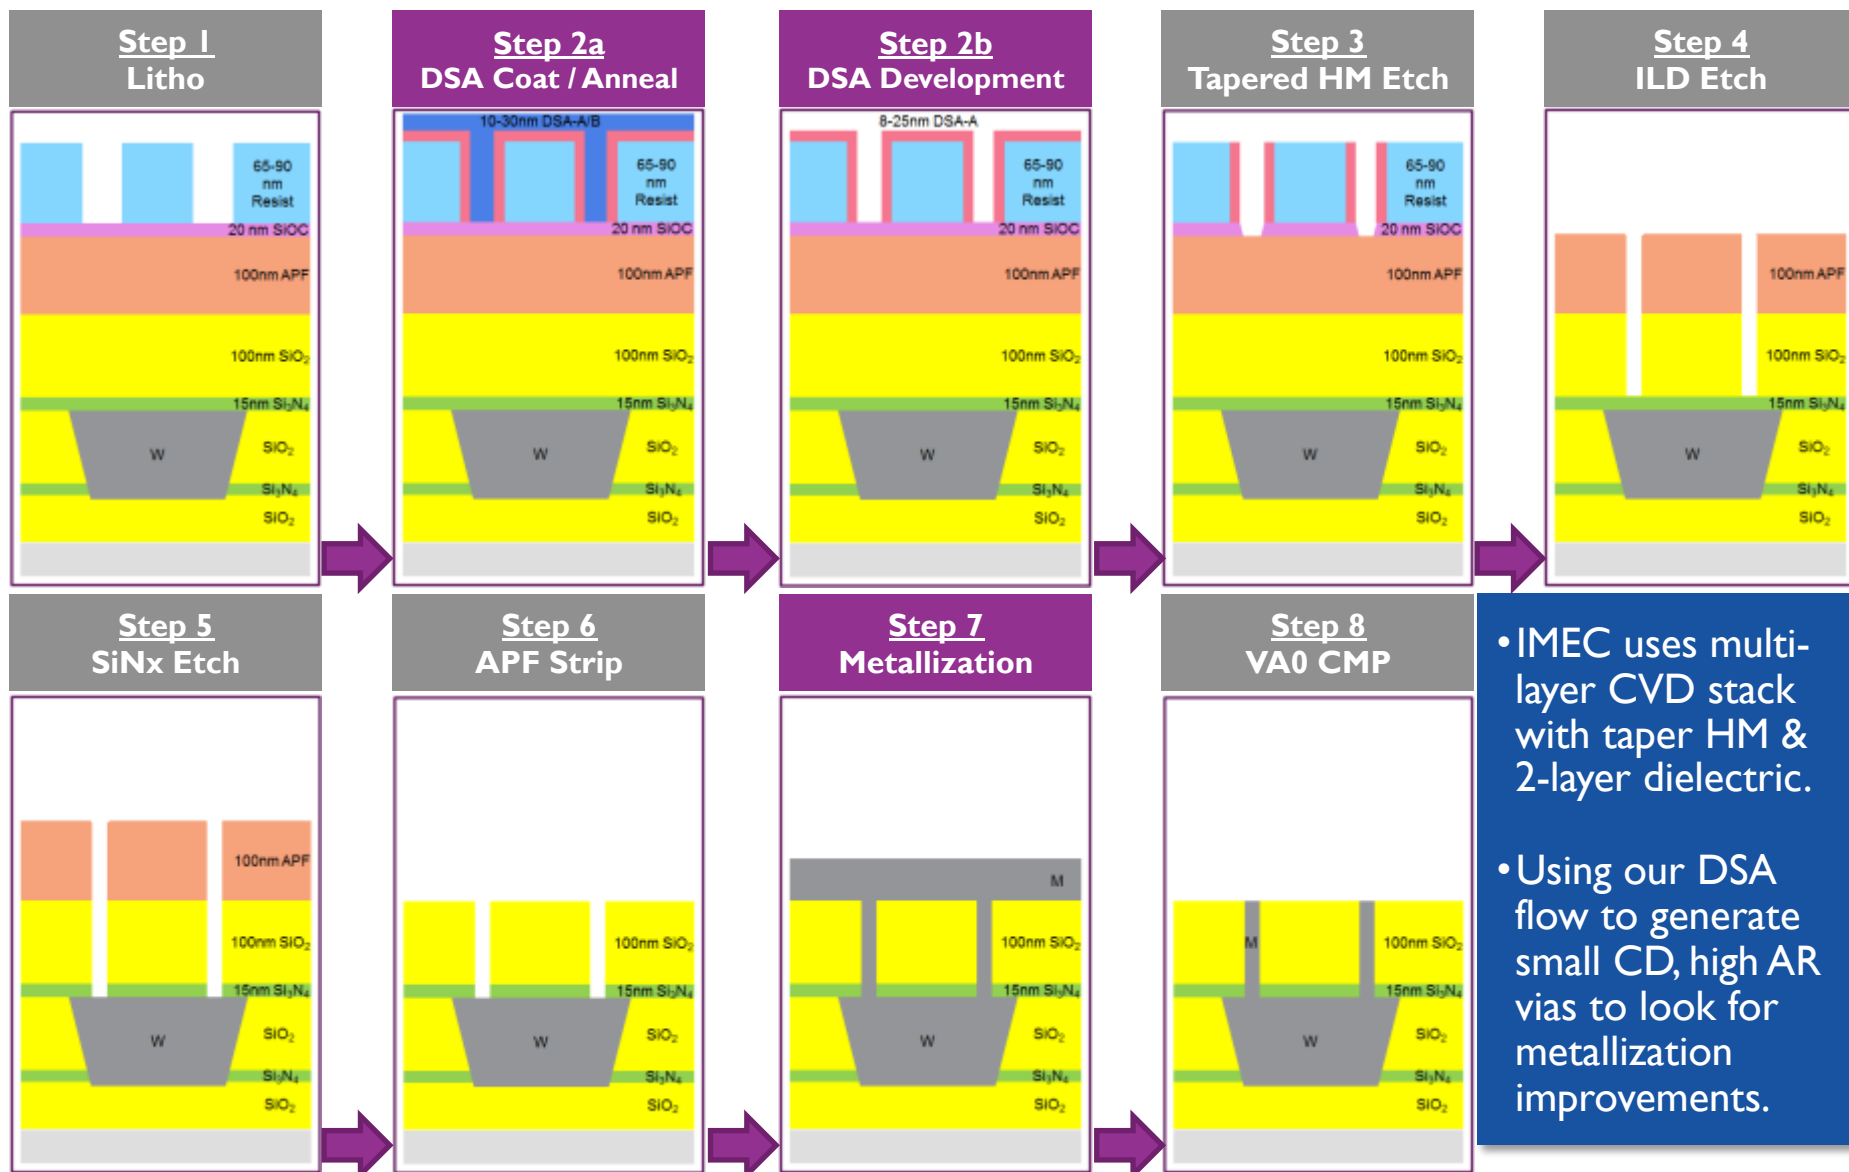 Step 1
Litho
65-90
nm
Resist
20 nm SiOC
100nm APF
100nm SiO₂
15nm Si₃N₄
W
SiO₂
Si₃N₄
SiO₂
Step 2a
DSA Coat / Anneal
10-30nm DSA-A/B
65-90
nm
Resist
20 nm SiOC
100nm APF
100nm SiO₂
15nm Si₃N₄
W
SiO₂
Si₃N₄
SiO₂
Step 2b
DSA Development
8-25nm DSA-A
65-90
nm
Resist
20 nm SiOC
100nm APF
100nm SiO₂
15nm Si₃N₄
W
SiO₂
Si₃N₄
SiO₂
Step 3
Tapered HM Etch
65-90
nm
Resist
20 nm SiOC
100nm APF
100nm SiO₂
15nm Si₃N₄
W
SiO₂
Si₃N₄
SiO₂
Step 4
ILD Etch
100nm APF
100nm SiO₂
15nm Si₃N₄
W
SiO₂
Si₃N₄
SiO₂
Step 5
SiNx Etch
100nm APF
100nm SiO₂
15nm Si₃N₄
W
SiO₂
Si₃N₄
SiO₂
Step 6
APF Strip
100nm SiO₂
15nm Si₃N₄
W
SiO₂
Si₃N₄
SiO₂
Step 7
Metallization
M
100nm SiO₂
15nm Si₃N₄
W
SiO₂
Si₃N₄
SiO₂
Step 8
VA0 CMP
M
100nm SiO₂
15nm Si₃N₄
W
SiO₂
Si₃N₄
SiO₂
•IMEC uses multi-
layer CVD stack
with taper HM &
2-layer dielectric.
•Using our DSA
flow to generate
small CD, high AR
vias to look for
metallization
improvements.